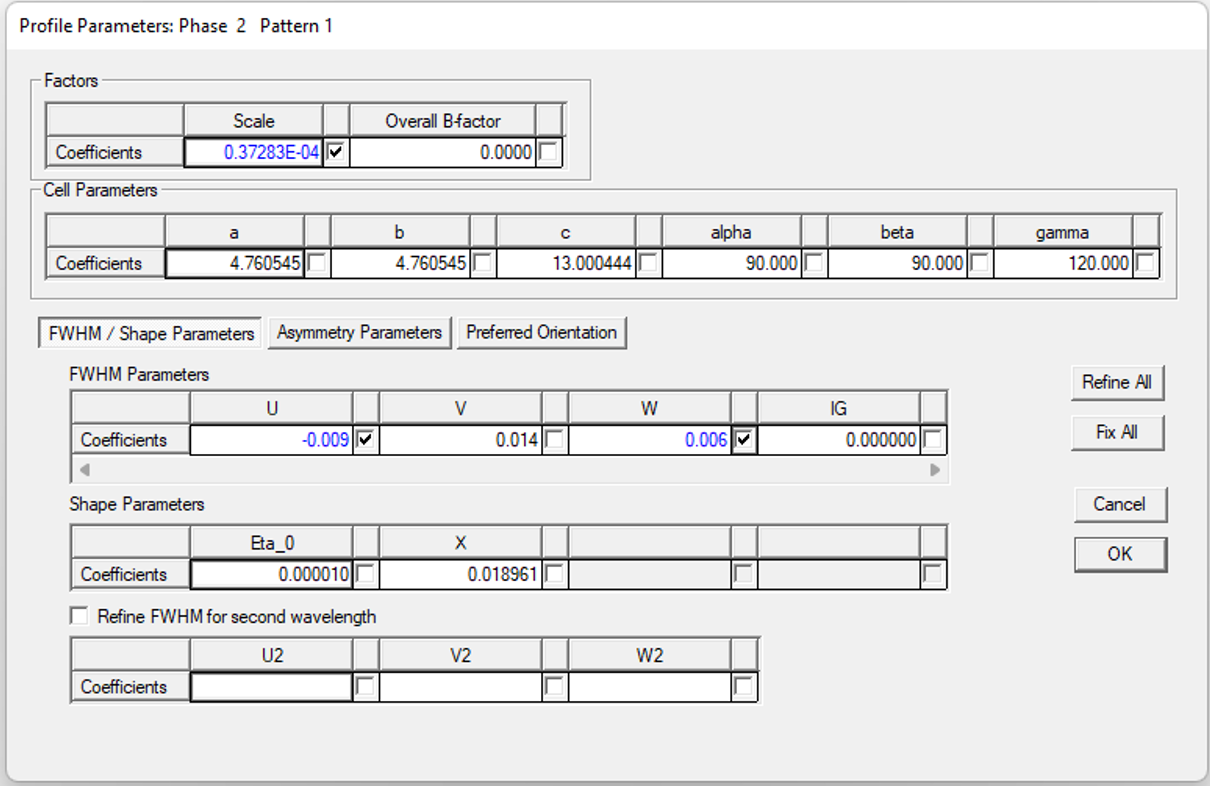 Profile Parameters: Phase 2 Pattern 1
Factors
Scale Overall B-factor
Coefficients 0.37283E-04 0.0000
Cell Parameters
a b c alpha beta gamma
Coefficients 4.760545 4.760545 13.000444 90.000 90.000 120.000
FWHM / Shape Parameters Asymmetry Parameters Preferred Orientation
FWHM Parameters
Refine All
U V W IG
Coefficients -0.009 0.014 0.006 0.000000
Fix All
Shape Parameters
Cancel
Eta_0 X
OK
Coefficients 0.000010 0.018961
Refine FWHM for second wavelength
U2 V2 W2
Coefficients